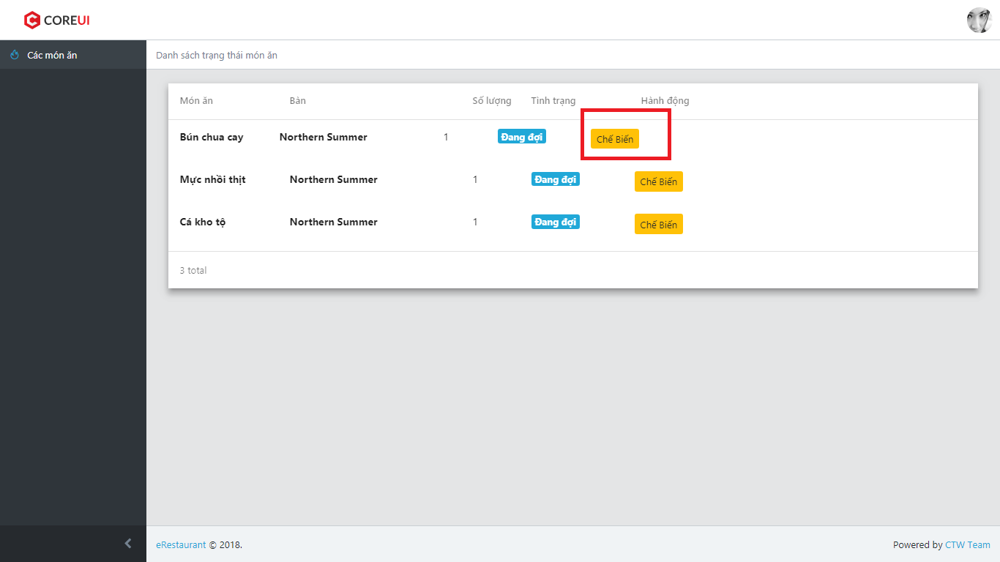 COREUI
Các món ăn
Danh sách trạng thái món ăn
Món ăn Bàn Số lượng Tình trạng Hành động
Bún chua cay Northern Summer 1 Đang đợi Chế Biến
Mực nhồi thịt Northern Summer 1 Đang đợi Chế Biến
Cá kho tộ Northern Summer 1 Đang đợi Chế Biến
3 total
eRestaurant © 2018. Powered by CTW Team